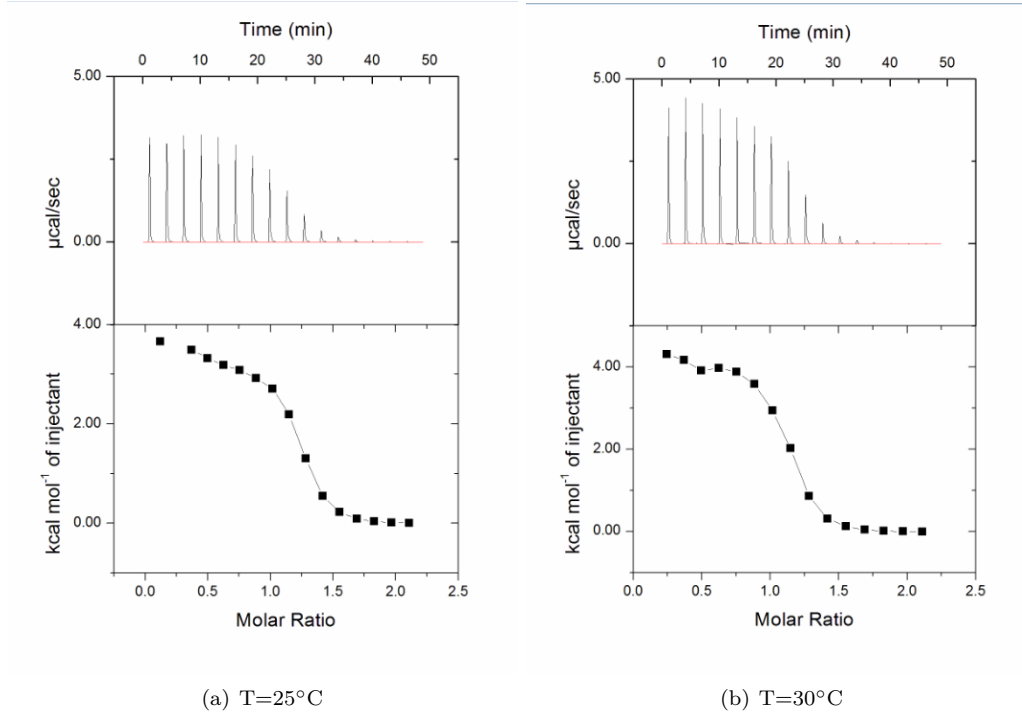 Time (min)
0 10 20 30 40 50
5.00
0.00
µcal/sec
4.00
2.00
0.00
kcal mol⁻¹ of injectant
0.0 0.5 1.0 1.5 2.0 2.5
Molar Ratio
(a) T=25°C
Time (min)
0 10 20 30 40 50
5.00
0.00
µcal/sec
4.00
2.00
0.00
kcal mol⁻¹ of injectant
0.0 0.5 1.0 1.5 2.0 2.5
Molar Ratio
(b) T=30°C